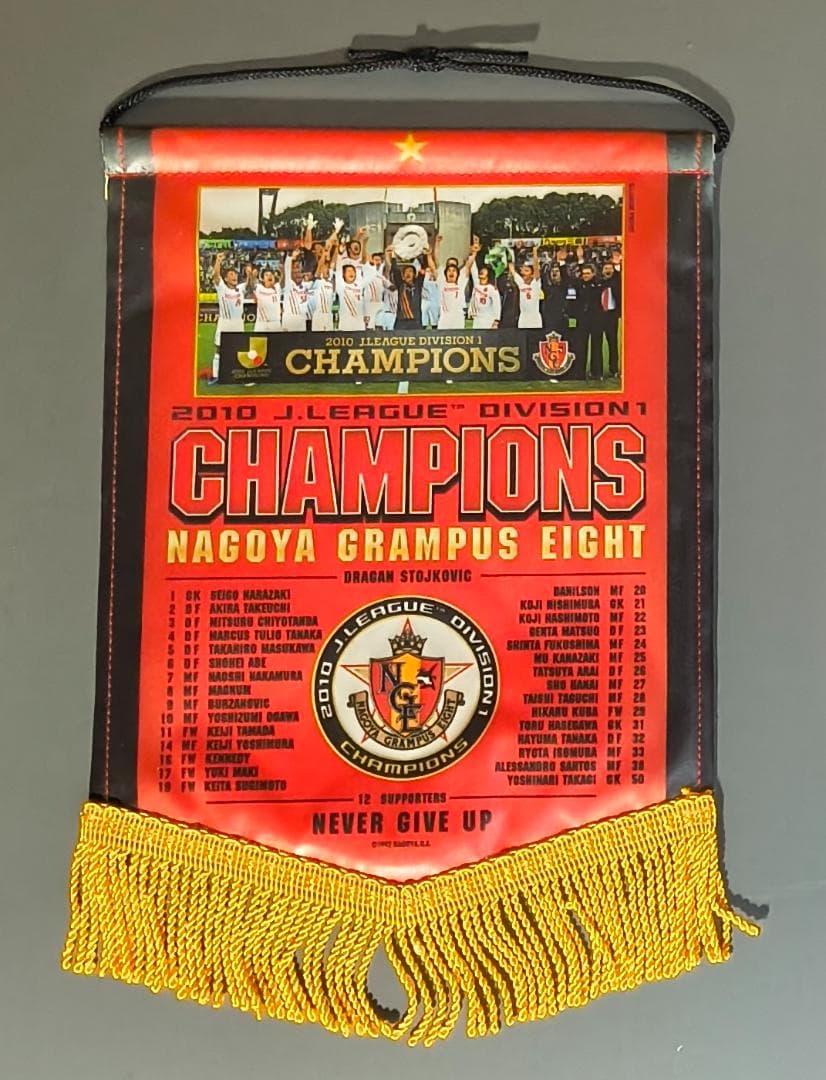 2010 J.LEAGUE DIVISION 1
CHAMPIONS
2010 J.LEAGUE™ DIVISION 1
CHAMPIONS
NAGOYA GRAMPUS EIGHT
DRAGAN STOJKOVIC
1 GK SEIGO NARAZAKI
2 DF AKIRA TAKEUCHI
3 DF MITSURU CHIYOTANDA
4 DF MARCUS TULIO TANAKA
5 DF TAKAHIRO MASUKAWA
6 DF SHOHEI ABE
7 MF NAOSHI NAKAMURA
8 MF MAGNUM
9 MF BURZANOVIC
10 MF YOSHIZUMI OGAWA
11 FW KEIJI TAMADA
14 MF KEIJI YOSHIMURA
16 FW KENNEDY
17 FW YUKI MAKI
19 FW KEITA SUGIMOTO
DANILSON MF 20
KOJI NISHIMURA GK 21
KOJI HASHIMOTO MF 22
GENTA MATSUO DF 23
SHINTA FUKUSHIMA MF 24
MU KANAZAKI MF 25
TATSUYA ARAI DF 26
SHO HANAI MF 27
TAISHI TAGUCHI MF 28
HIKARU KUBA FW 29
TORU HASEGAWA GK 31
HAYUMA TANAKA DF 32
RYOTA ISOMURA MF 33
ALESSANDRO SANTOS MF 38
YOSHINARI TAKAGI GK 50
2010 J.LEAGUE™ DIVISION 1
NGE
NAGOYA GRAMPUS EIGHT
CHAMPIONS
12 SUPPORTERS
NEVER GIVE UP